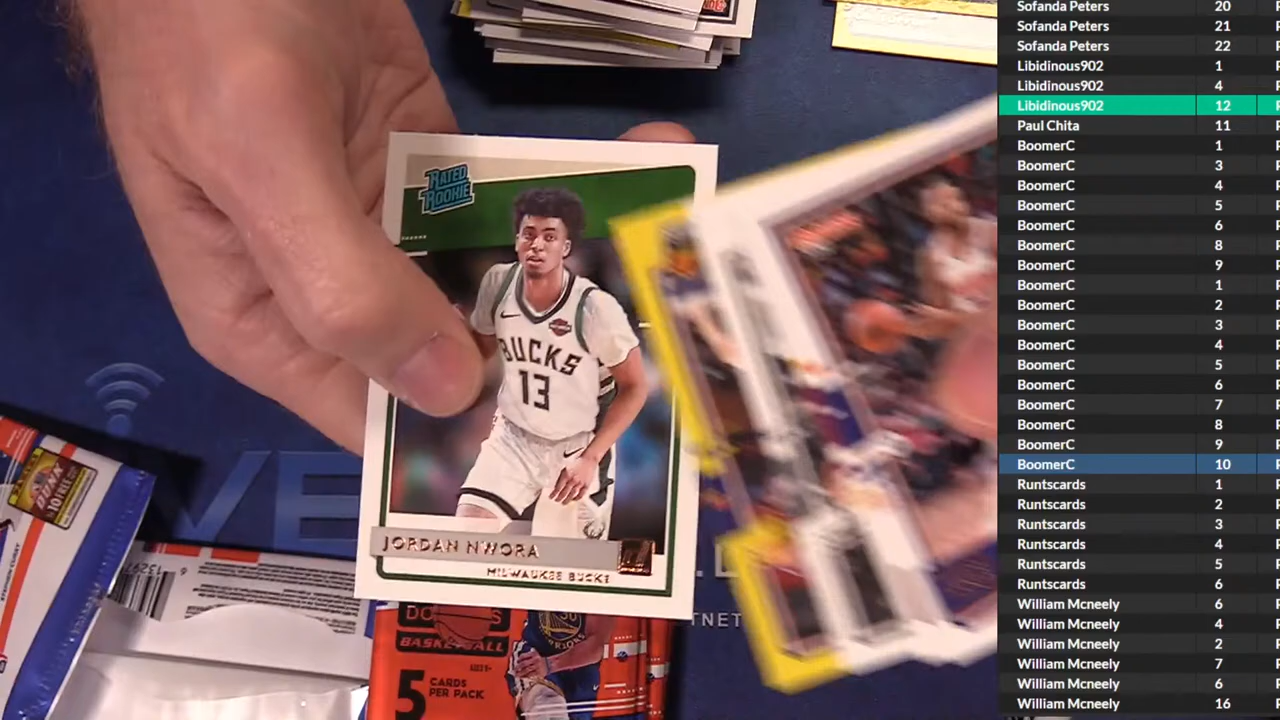 RATED
ROOKIE
BUCKS
13
JORDAN NWORA
MILWAUKEE BUCKS
BASKETBALL
5 CARDS
PER PACK
30
Sofanda Peters 20
Sofanda Peters 21
Sofanda Peters 22
Libidinous902 1
Libidinous902 4
Libidinous902 12
Paul Chita 11
BoomerC 1
BoomerC 3
BoomerC 4
BoomerC 5
BoomerC 6
BoomerC 8
BoomerC 9
BoomerC 1
BoomerC 2
BoomerC 3
BoomerC 4
BoomerC 5
BoomerC 6
BoomerC 7
BoomerC 8
BoomerC 9
BoomerC 10
Runtscards 1
Runtscards 2
Runtscards 3
Runtscards 4
Runtscards 5
Runtscards 6
William Mcneely 6
William Mcneely 4
William Mcneely 2
William Mcneely 7
William Mcneely 6
William Mcneely 16